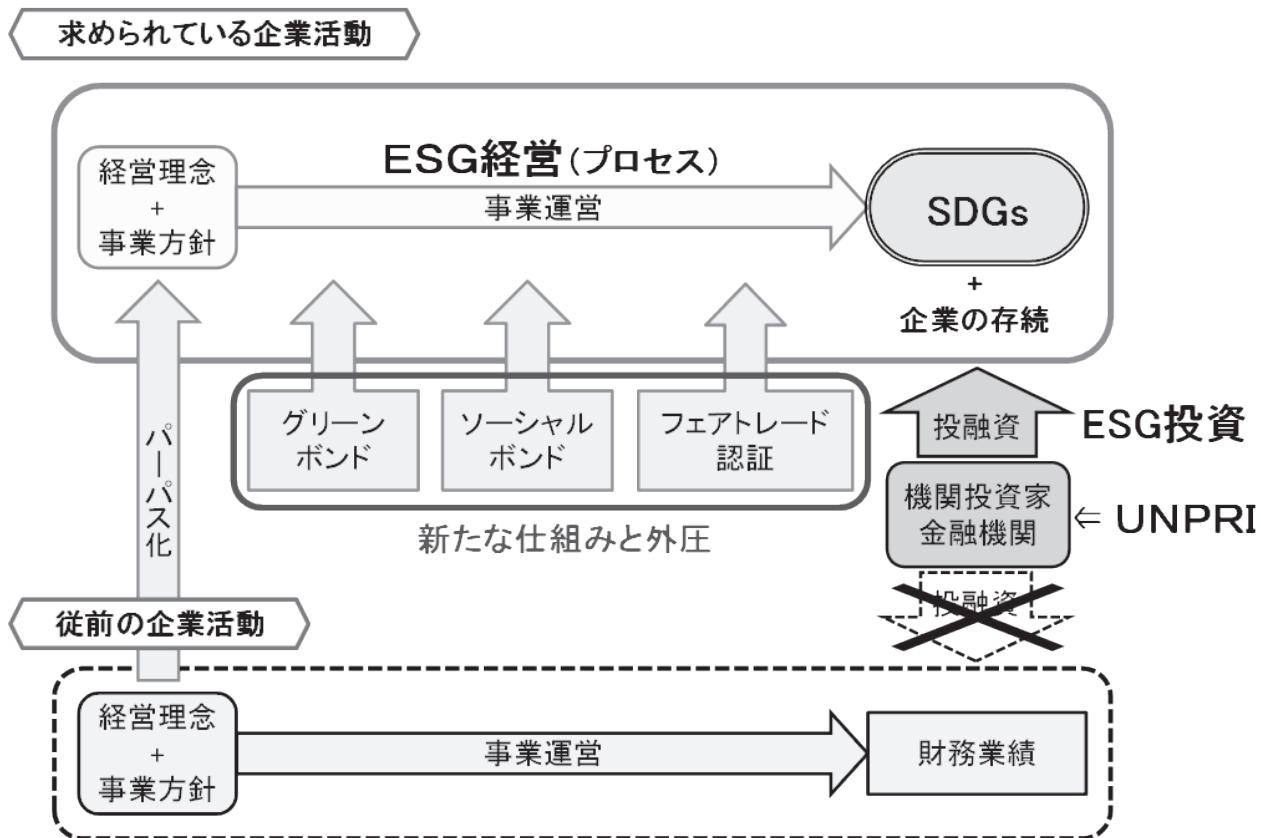 求められている企業活動
経営理念
+
事業方針
ESG経営(プロセス)
事業運営
SDGs
+
企業の存続
グリーン
ボンド
ソーシャル
ボンド
フェアトレード
認証
新たな仕組みと外圧
パーパス化
投融資
ESG投資
機関投資家
金融機関
⇐ UNPRI
投融資
従前の企業活動
経営理念
+
事業方針
事業運営
財務業績